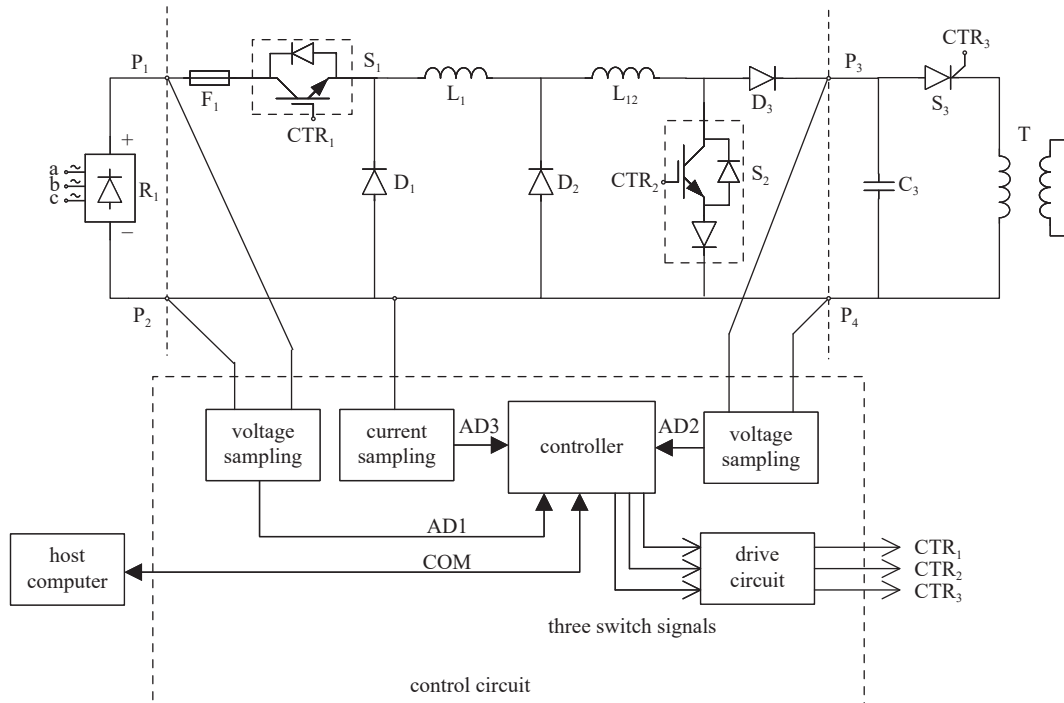 CTR₃
P₁
S₁
P₃
F₁
L₁
L₁₂
D₃
S₃
CTR₁
T
+
a ~
b ~
c ~
R₁
D₁
D₂
CTR₂
S₂
C₃
−
P₂
P₄
voltage
sampling
current
sampling
AD3
controller
AD2
voltage
sampling
AD1
host
computer
COM
drive
circuit
CTR₁
CTR₂
CTR₃
three switch signals
control circuit